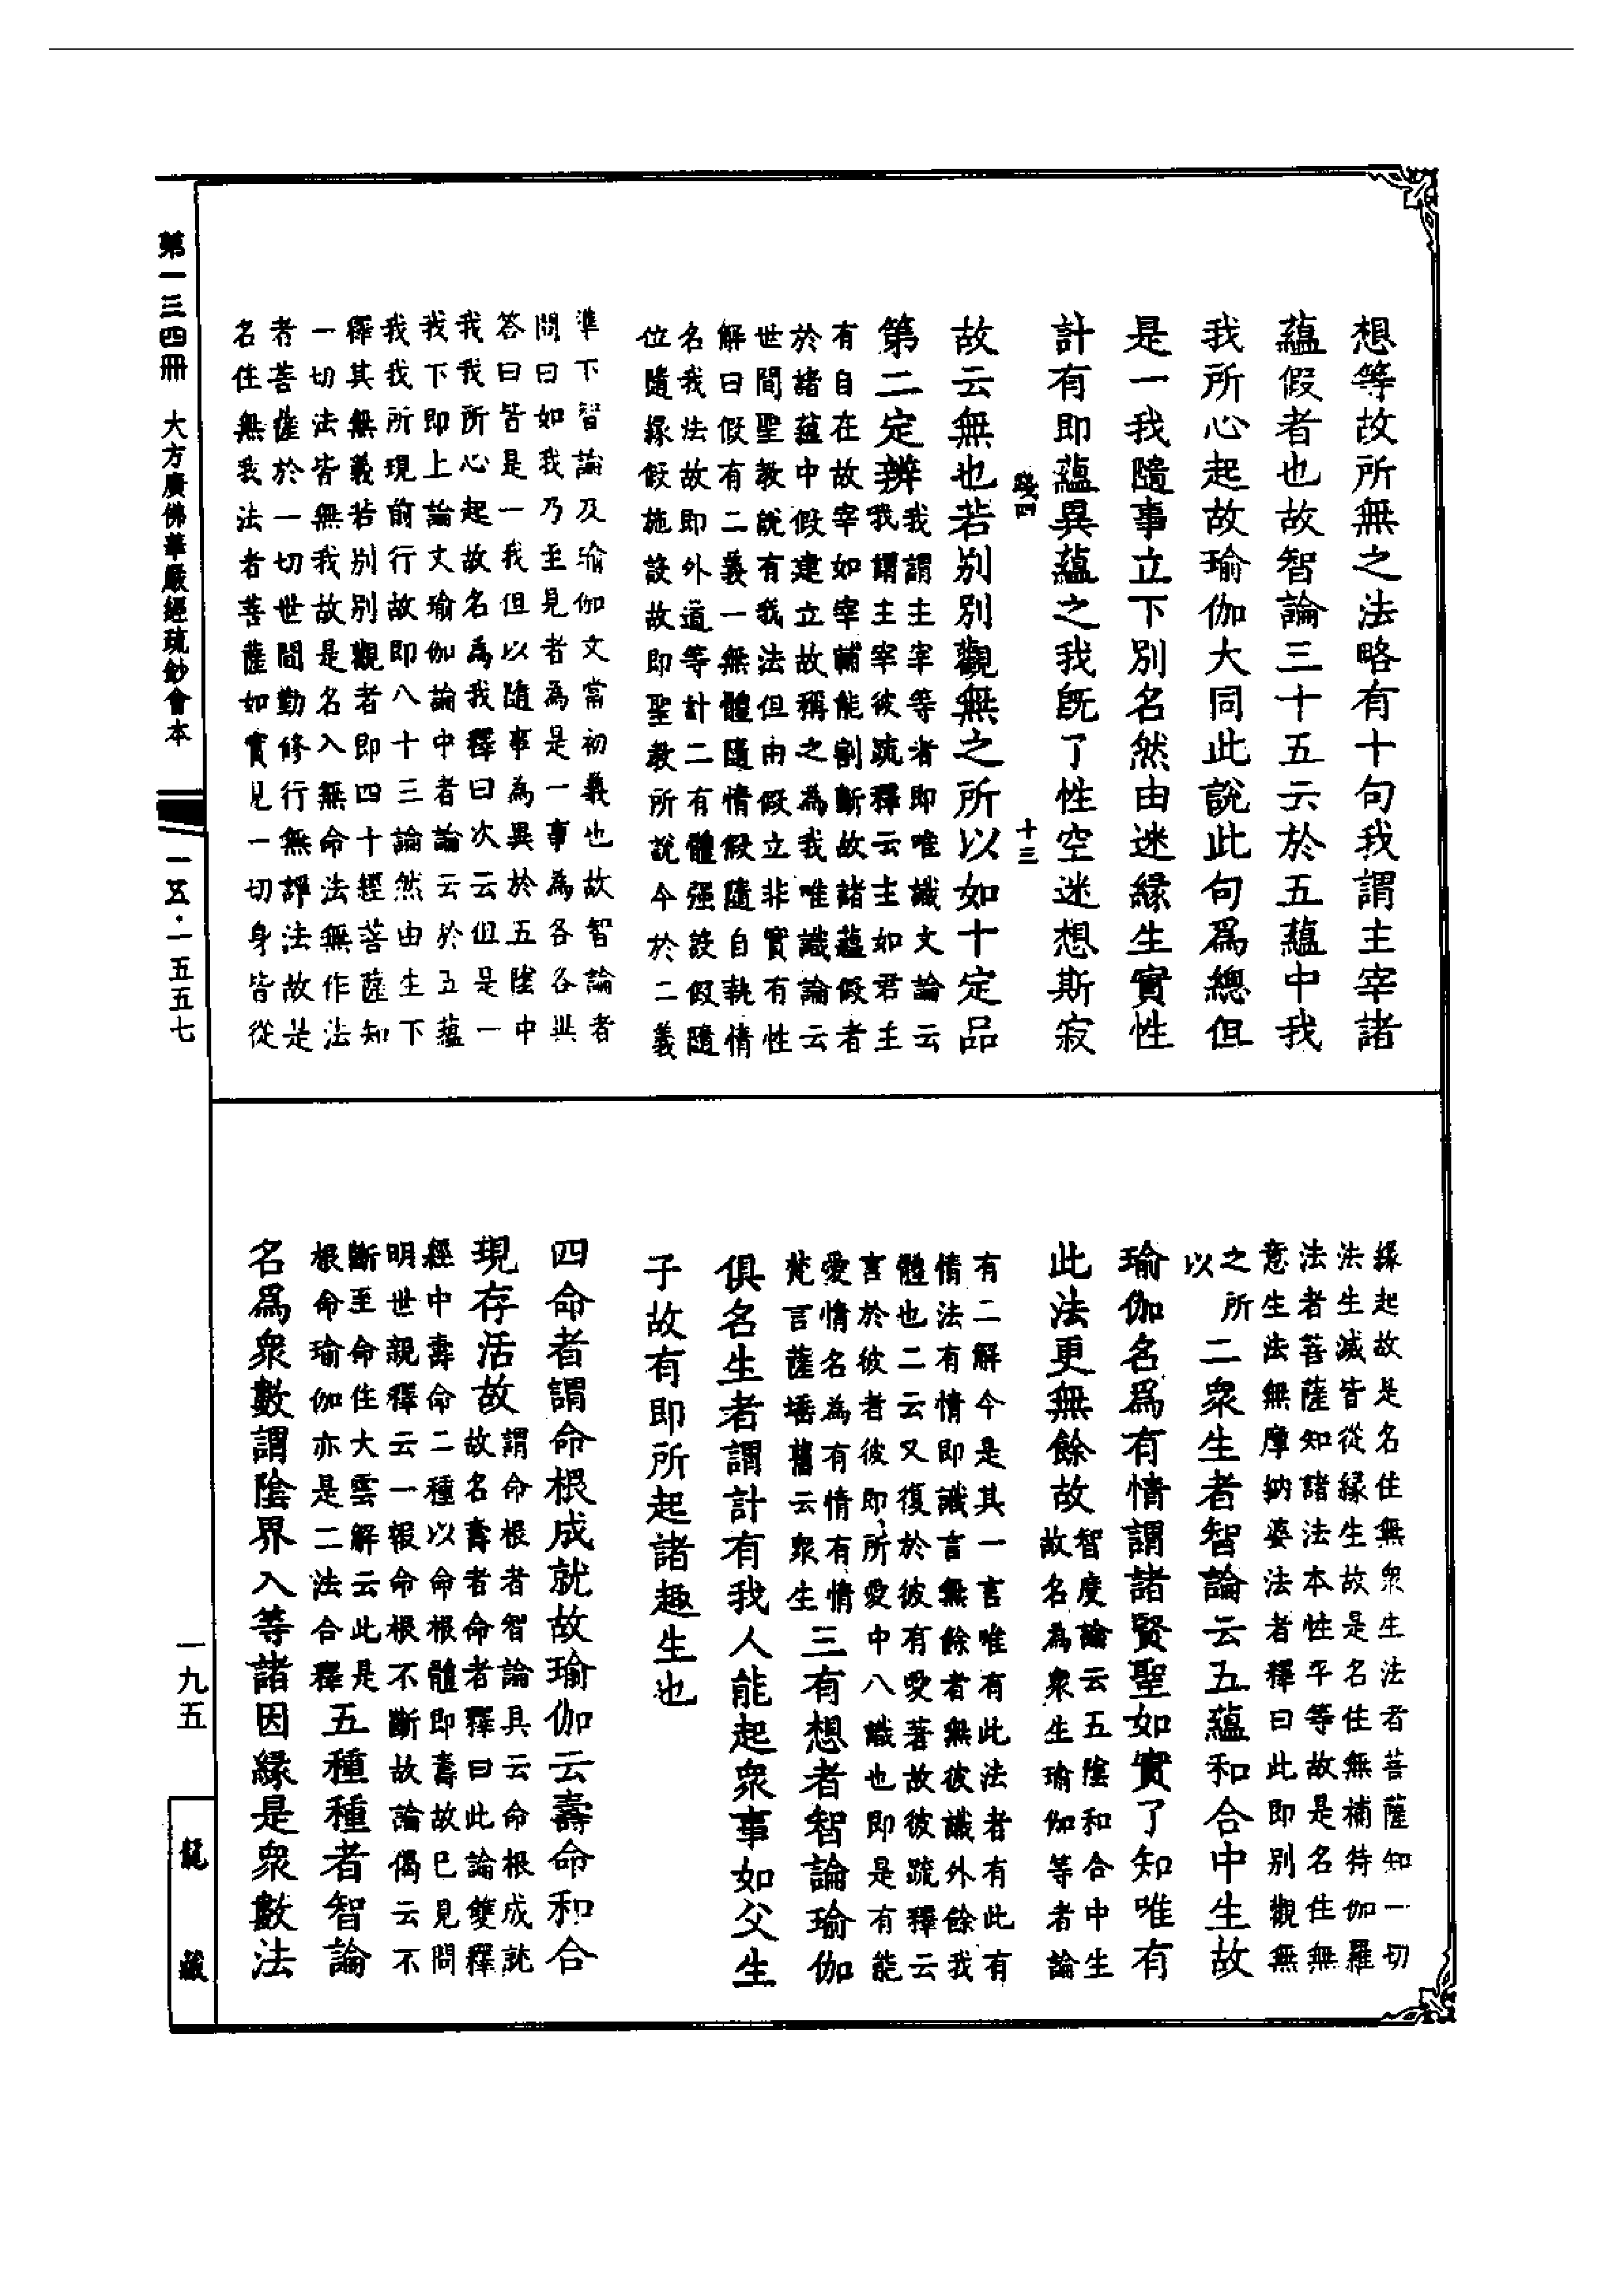 想等故所無之法略有十句我謂主宰諸
蘊假者也故智論三十五云於五蘊中我
我所心起故瑜伽大同此說此句爲總但
是一我隨事立下別名然由迷緣生實性
計有即蘊異蘊之我既了性空迷想斯寂
十三
故云無也若別別觀無之所以如十定品
第二定辨
我謂主宰等者即唯識文論云
我謂主宰彼疏釋云主如君主
有自在故宰如宰輔能割斷故諸蘊假者
於諸蘊中假建立故稱之為我唯識論云
世間聖教說有我法但由假立非實有性
解曰假有二義一無體隨情假隨自執情
名我法故即外道等計二有體强設假隨
位隨緣假施設故即聖教所說今於二義
準下智論及瑜伽文當初義也故智論者
問曰如我乃至見者為是一事為各各異
答曰皆是一我但以隨事為異於五陰中
我我所心起故名為我釋曰次云但是一
我下即上論文瑜伽論中者論云於五蘊
我我所現前行故即八十三論然由生下
釋其無義若別別觀者即四十經菩薩知
一切法皆無我故是名入無命法無作法
者菩薩於一切世間勤修行無諍法故是
名住無我法者菩薩如實見一切身皆從
緣起故是名住無衆生法者菩薩知一切
法生滅皆從緣生故是名住無補特伽羅
法者菩薩知諸法本性平等故是名住無
意生法無摩納婆法者釋曰此即別觀無
之所
以
二衆生者智論云五蘊和合中生故
瑜伽名爲有情謂諸賢聖如實了知唯有
此法更無餘故
智度論云五陰和合中生
故名為衆生瑜伽等者論
有二解今是其一言唯有此法者有此有
情法有情即識言無餘者無彼識外餘我
體也二云又復於彼有愛著故彼疏釋云
言於彼者彼即所愛中八識也即是有能
愛情名為有情有情
梵言薩埵舊云衆生
三有想者智論瑜伽
俱名生者謂計有我人能起衆事如父生
子故有即所起諸趣生也
四命者謂命根成就故瑜伽云壽命和合
現存活故
謂命根者智論具云命根成就
故名壽者命者釋曰此論雙釋
經中壽命二種以命根體即壽故已見問
明世親釋云一報命根不斷故論偈云不
斷至命住大雲解云此是
根命瑜伽亦是二法合釋
五種種者智論
名爲衆數謂陰界入等諸因緣是衆數法
第一三四冊 大方廣佛華嚴經疏鈔會本
一五·一五五七
一九五
龍藏